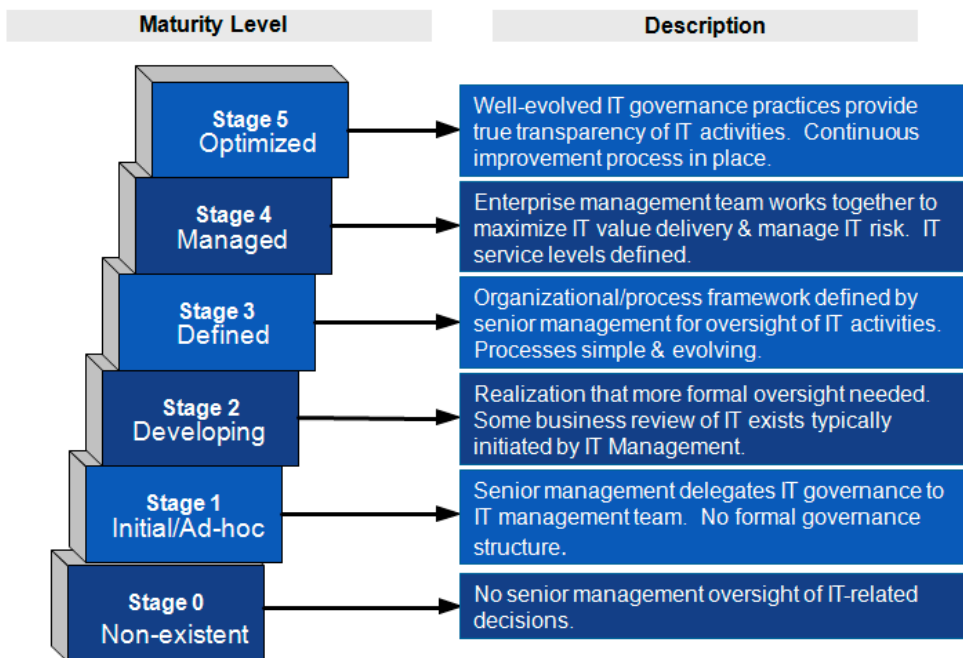 Maturity Level
Description
Stage 5
Optimized
Well-evolved IT governance practices provide
true transparency of IT activities. Continuous
improvement process in place.
Stage 4
Managed
Enterprise management team works together to
maximize IT value delivery & manage IT risk. IT
service levels defined.
Stage 3
Defined
Organizational/process framework defined by
senior management for oversight of IT activities.
Processes simple & evolving.
Stage 2
Developing
Realization that more formal oversight needed.
Some business review of IT exists typically
initiated by IT Management.
Stage 1
Initial/Ad-hoc
Senior management delegates IT governance to
IT management team. No formal governance
structure.
Stage 0
Non-existent
No senior management oversight of IT-related
decisions.